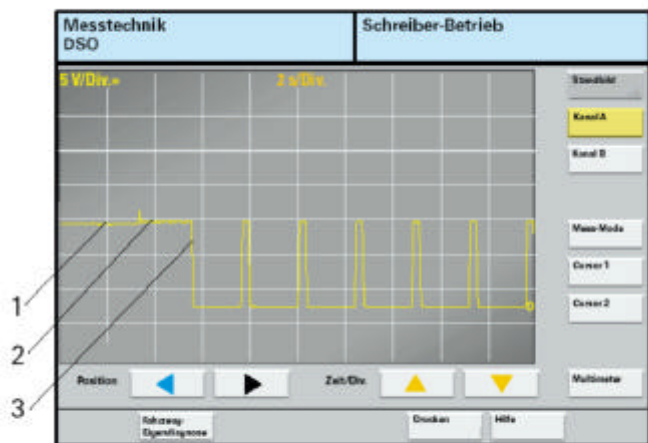 Messtechnik
DSO
Schreiber-Betrieb
5 V/Div.=
2 s/Div.
Standbild
Kanal A
Kanal B
Mess-Mode
Cursor 1
Cursor 2
1
2
3
Position
Zeit/Div.
Multimeter
Fahrzeug-
Eigendiagnose
Drucken
Hilfe